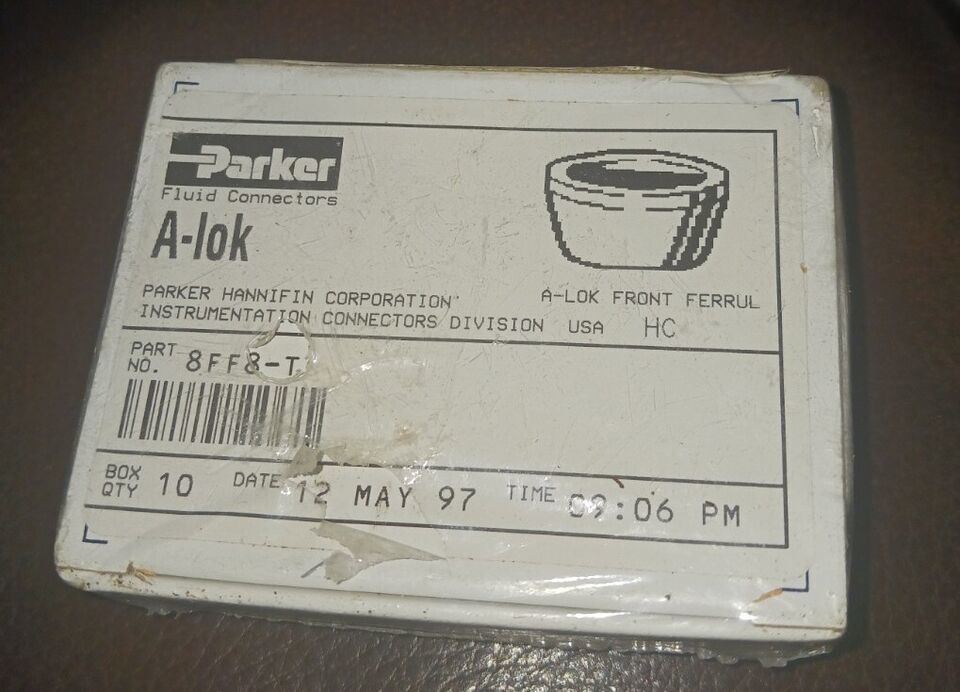 Parker
Fluid Connectors
A-lok
PARKER HANNIFIN CORPORATION
INSTRUMENTATION CONNECTORS DIVISION USA HC
A-LOK FRONT FERRUL
PART NO. 8FF8-T
BOX QTY 10 DATE 12 MAY 97 TIME 09:06 PM